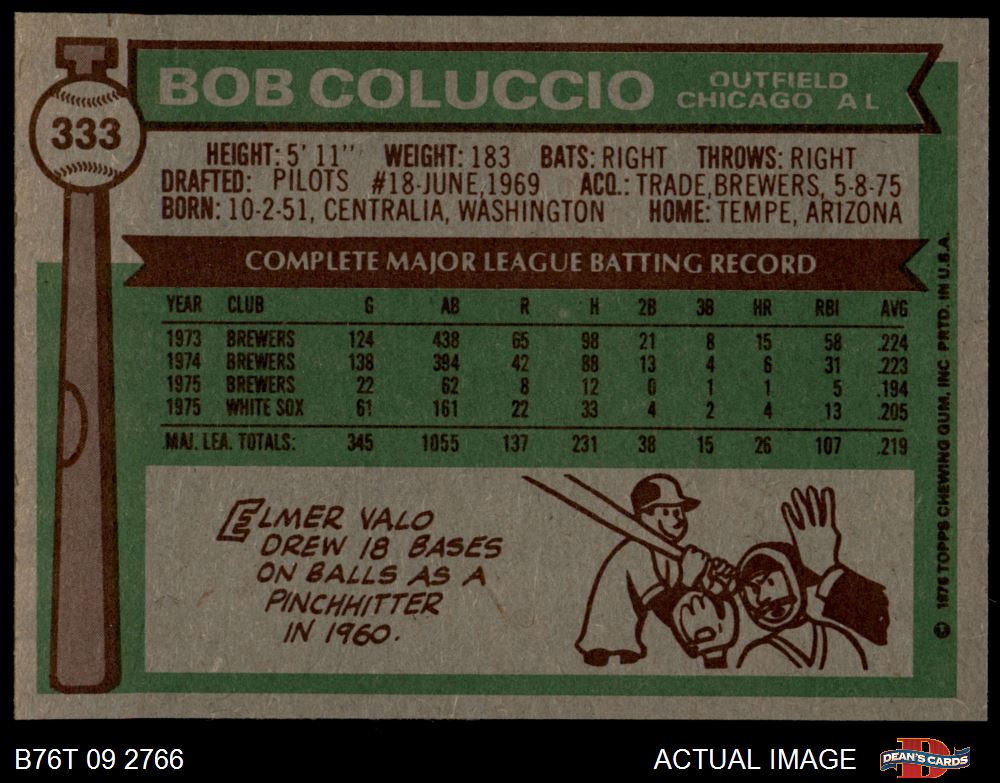 333
BOB COLUCCIO
OUTFIELD
CHICAGO A L
HEIGHT: 5' 11" WEIGHT: 183 BATS: RIGHT THROWS: RIGHT
DRAFTED: PILOTS #18-JUNE,1969 ACQ.: TRADE,BREWERS, 5-8-75
BORN: 10-2-51, CENTRALIA, WASHINGTON HOME: TEMPE, ARIZONA
COMPLETE MAJOR LEAGUE BATTING RECORD
YEAR CLUB G AB R H 2B 3B HR RBI AVG
1973 BREWERS 124 438 65 98 21 8 15 58 .224
1974 BREWERS 138 394 42 88 13 4 6 31 .223
1975 BREWERS 22 62 8 12 0 1 1 5 .194
1975 WHITE SOX 61 161 22 33 4 2 4 13 .205
MAJ. LEA. TOTALS: 345 1055 137 231 38 15 26 107 .219
ELMER VALO
DREW 18 BASES
ON BALLS AS A
PINCHHITTER
IN 1960.
© 1976 TOPPS CHEWING GUM, INC PRTD. IN U.S.A.
B76T 09 2766
ACTUAL IMAGE
DEAN'S CARDS